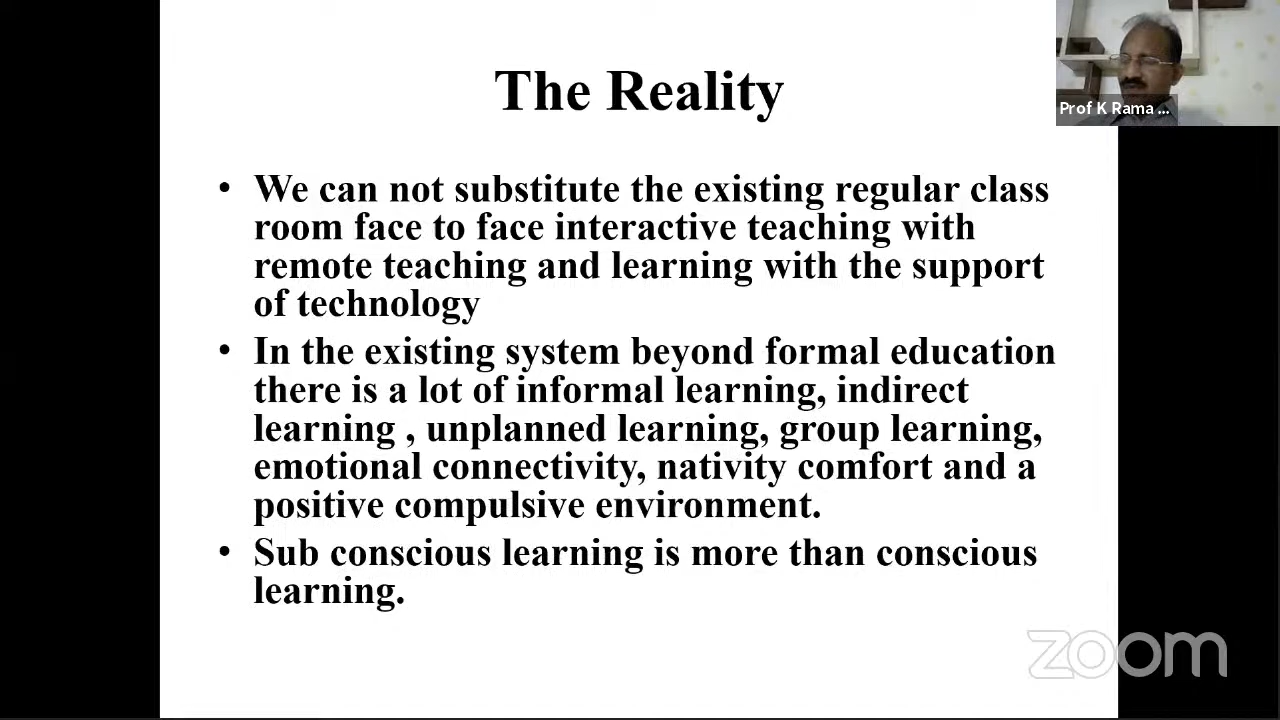 The Reality
Prof K Rama ...
• We can not substitute the existing regular class
room face to face interactive teaching with
remote teaching and learning with the support
of technology
• In the existing system beyond formal education
there is a lot of informal learning, indirect
learning , unplanned learning, group learning,
emotional connectivity, nativity comfort and a
positive compulsive environment.
• Sub conscious learning is more than conscious
learning.
zoom